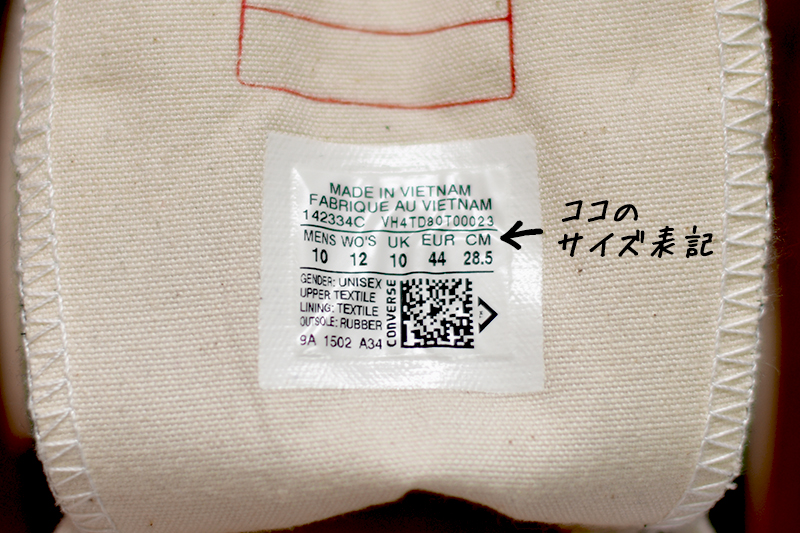 MADE IN VIETNAM
FABRIQUE AU VIETNAM
142334C VH4TD80T00023
MENS WO'S UK EUR CM
10 12 10 44 28.5
GENDER: UNISEX
UPPER TEXTILE
LINING: TEXTILE
OUTSOLE: RUBBER
9A 1502 A34
CONVERSE
ココの
サイズ表記